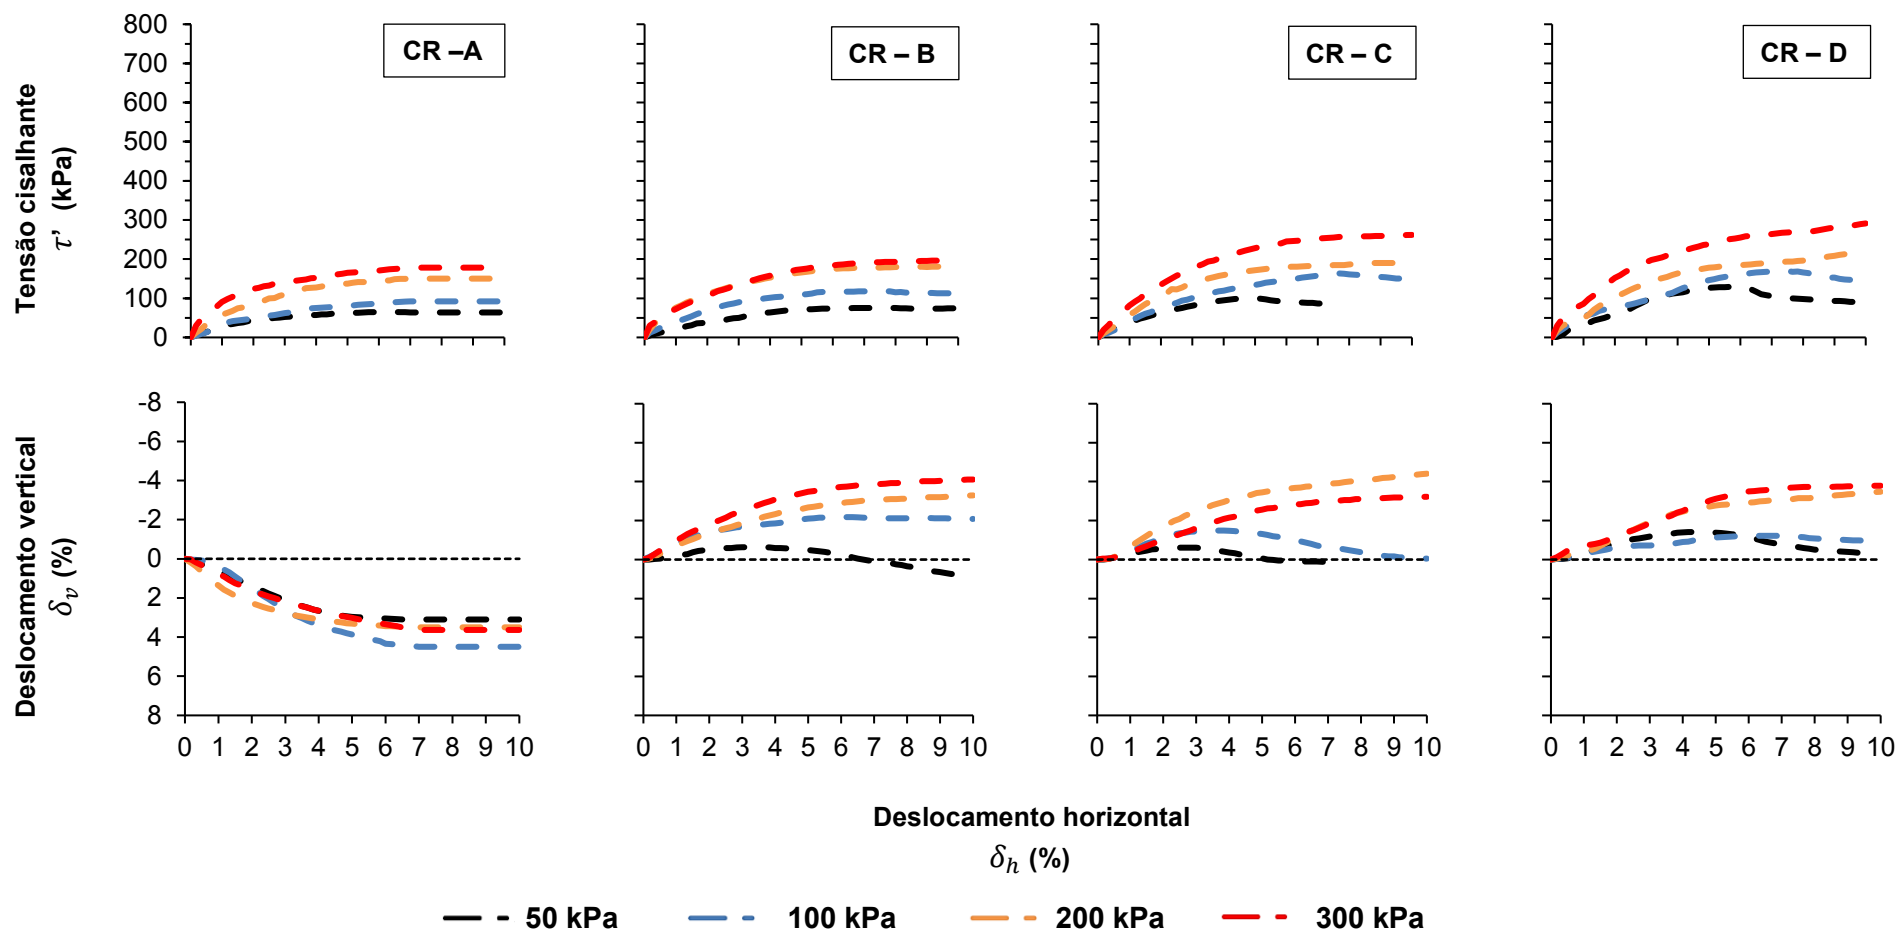 Tensão cisalhante
τ’ (kPa)
800
700
600
500
400
300
200
100
0
CR –A
CR – B
CR – C
CR – D
Deslocamento vertical
δv (%)
-8
-6
-4
-2
0
2
4
6
8
0 1 2 3 4 5 6 7 8 9 10
0 1 2 3 4 5 6 7 8 9 10
0 1 2 3 4 5 6 7 8 9 10
0 1 2 3 4 5 6 7 8 9 10
Deslocamento horizontal
δh (%)
50 kPa 100 kPa 200 kPa 300 kPa